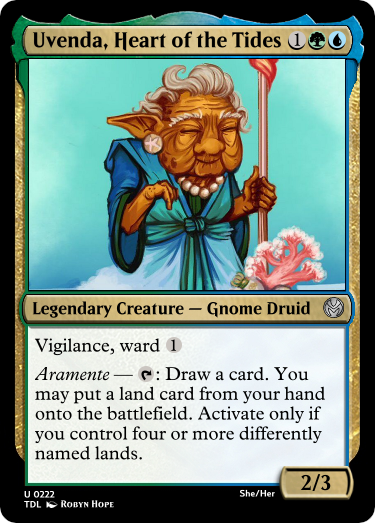 Uvenda, Heart of the Tides 1
Legendary Creature — Gnome Druid
Vigilance, ward 1
Aramente — : Draw a card. You
may put a land card from your hand
onto the battlefield. Activate only if
you control four or more differently
named lands.
2/3
U 0222 She/Her
TDL Robyn Hope